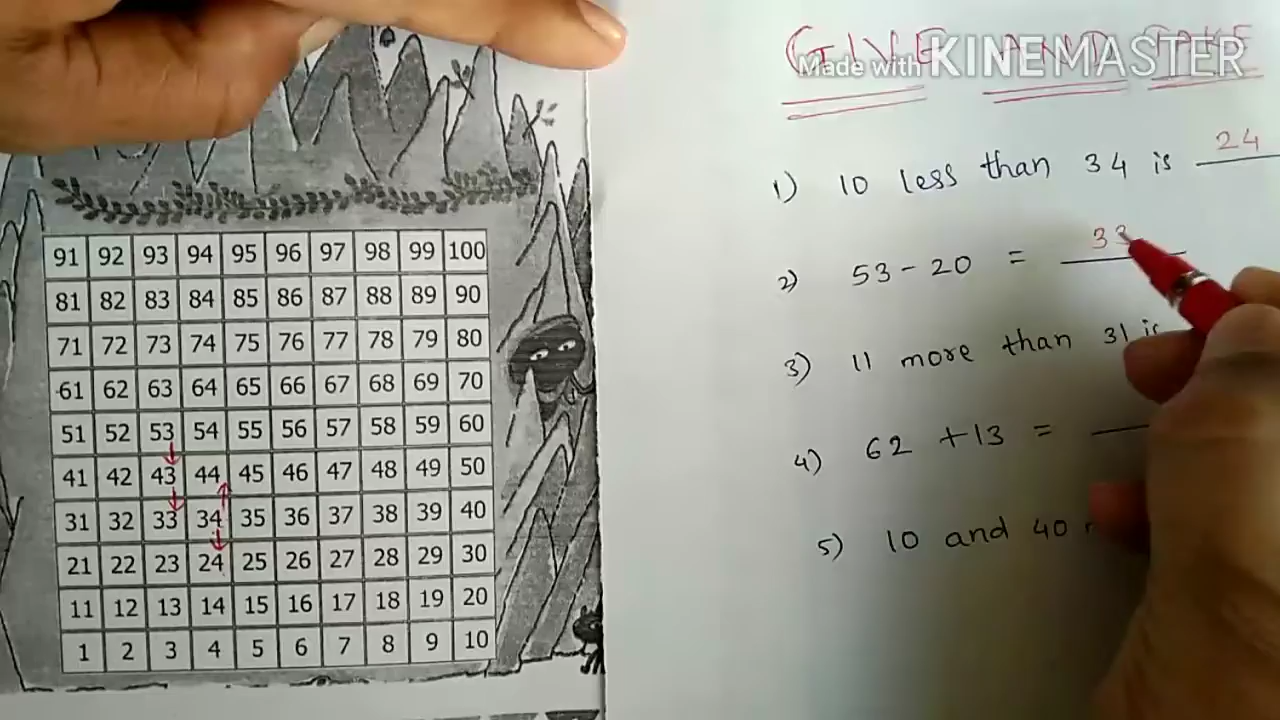 GIVE AND TAKE
Made with KINEMASTER
91 92 93 94 95 96 97 98 99 100
81 82 83 84 85 86 87 88 89 90
71 72 73 74 75 76 77 78 79 80
61 62 63 64 65 66 67 68 69 70
51 52 53 54 55 56 57 58 59 60
41 42 43 44 45 46 47 48 49 50
31 32 33 34 35 36 37 38 39 40
21 22 23 24 25 26 27 28 29 30
11 12 13 14 15 16 17 18 19 20
1 2 3 4 5 6 7 8 9 10
1) 10 less than 34 is 24
2) 53 - 20 = 33
3) 11 more than 31 is
4) 62 + 13 =
5) 10 and 40